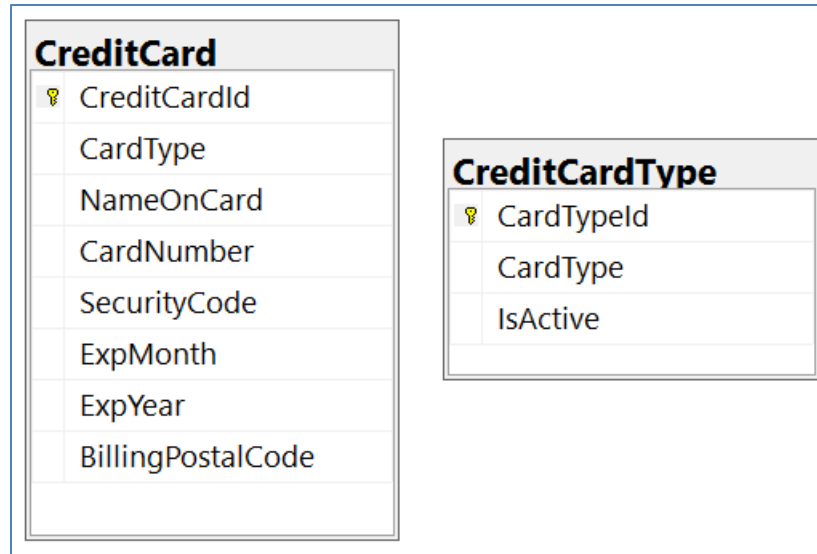 CreditCard
CreditCardId
CardType
NameOnCard
CardNumber
SecurityCode
ExpMonth
ExpYear
BillingPostalCode
CreditCardType
CardTypeId
CardType
IsActive